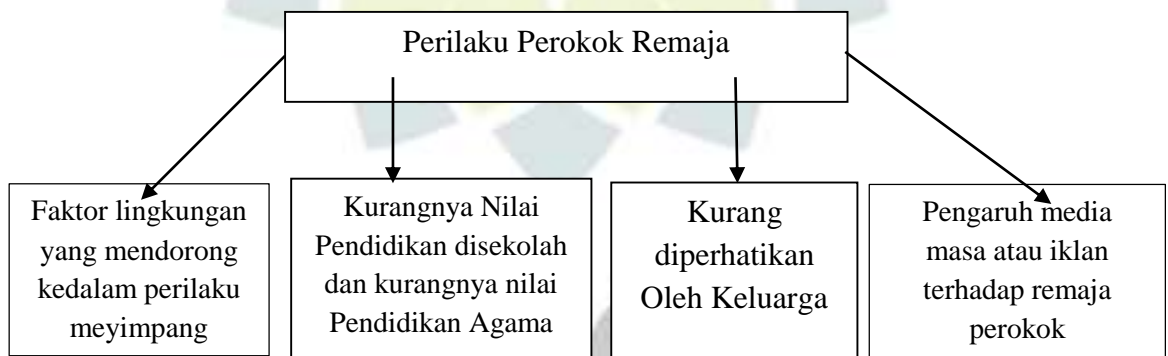 Perilaku Perokok Remaja
Faktor lingkungan
yang mendorong
kedalam perilaku
meyimpang
Kurangnya Nilai
Pendidikan disekolah
dan kurangnya nilai
Pendidikan Agama
Kurang
diperhatikan
Oleh Keluarga
Pengaruh media
masa atau iklan
terhadap remaja
perokok